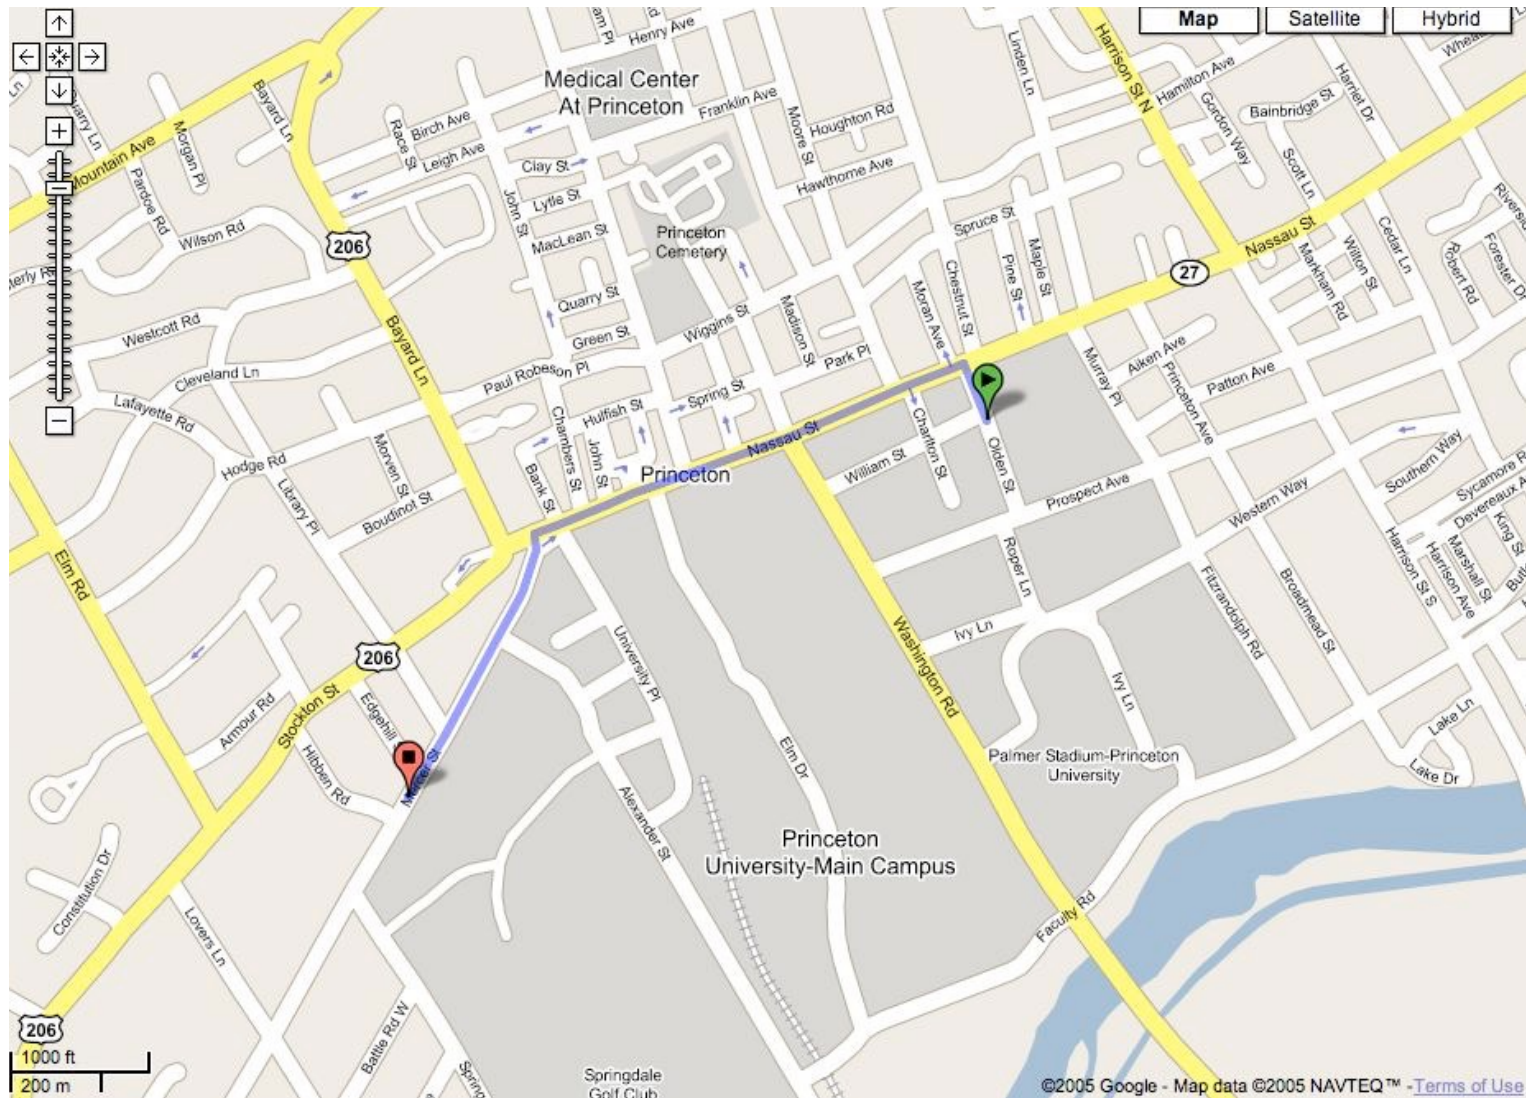 Map
Satellite
Hybrid
Henry Ave
Medical Center
At Princeton
Franklin Ave
Linden Ln
Harrison St N
Hamilton Ave
Harriet Dr
Gordon Way
Bainbridge St
Bayard Ln
Mountain Ave
Morgan Pl
Pardoe Rd
Race St
Birch Ave
Leigh Ave
Clay St
Moore St
Houghton Rd
Hawthorne Ave
Scott Ln
John St
Lytle St
MacLean St
Wilson Rd
206
Princeton
Cemetery
Spruce St
Maple St
Pine St
Chestnut St
Moran Ave
27
Nassau St
Markham Rd
Wilton St
Cedar Ln
Robert Rd
Forester Dr
Quarry St
Green St
Wiggins St
Madison St
Park Pl
Westcott Rd
Bayard Ln
Cleveland Ln
Paul Robeson Pl
Lafayette Rd
Hulfish St
Spring St
Chambers St
John St
Bank St
Nassau St
Princeton
Murray Pl
Aiken Ave
Princeton Ave
Patton Ave
Charlton St
William St
Olden St
Prospect Ave
Western Way
Southern Way
Hodge Rd
Morven St
Library Pl
Boudinot St
Elm Rd
Roper Ln
Ivy Ln
Fitzrandolph Rd
Broadmead St
Harrison St S
Harrison Ave
Marshall St
King St
206
Stockton St
Armour Rd
Edgehill
Hibben Rd
Mercer St
University Pl
Washington Rd
Ivy Ln
Elm Dr
Palmer Stadium-Princeton
University
Lake Ln
Lake Dr
Alexander St
Princeton
University-Main Campus
Constitution Dr
Lovers Ln
Faculty Rd
Battle Rd W
206
1000 ft
200 m
Springdale
Golf Club
©2005 Google - Map data ©2005 NAVTEQ™ -Terms of Use